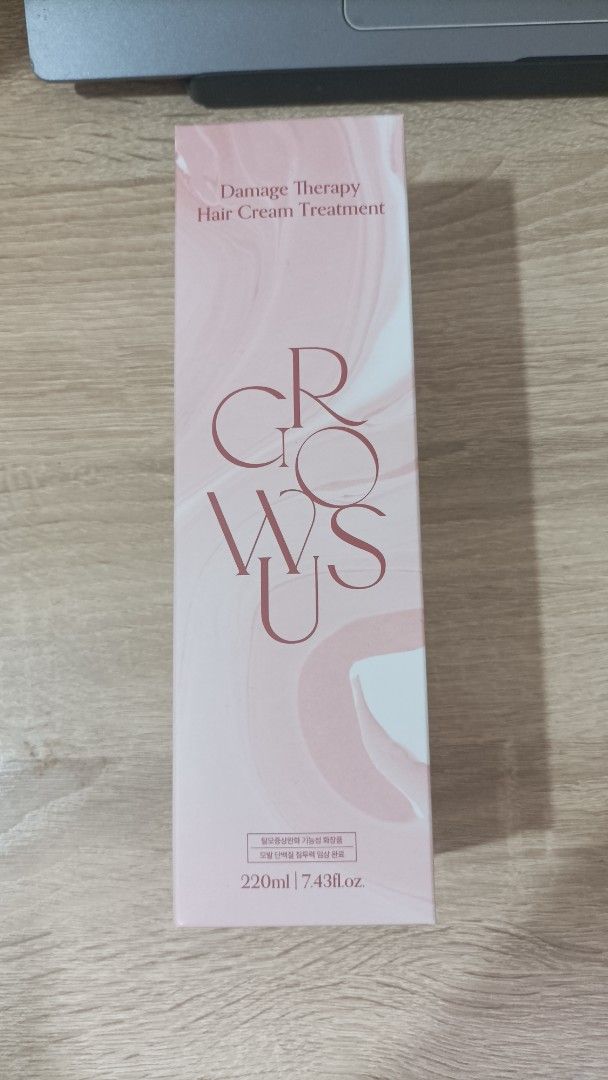 Damage Therapy
Hair Cream Treatment
GROWUS
탈모증상완화 기능성 화장품
모발 단백질 침투력 임상 완료
220ml | 7.43fl.oz.